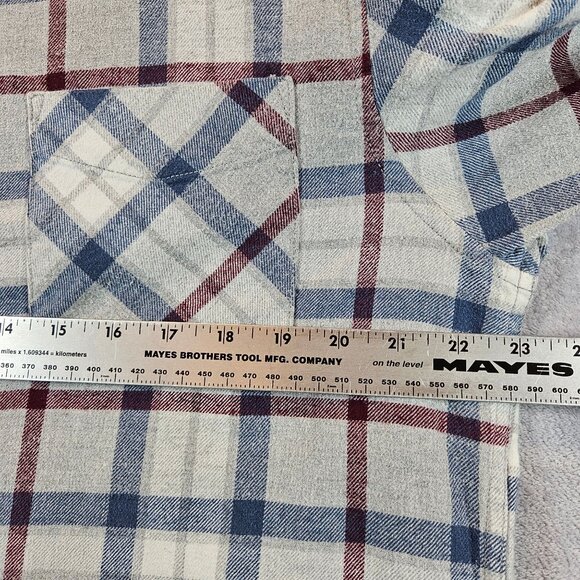 14 15 16 17 18 19 20 21 22 23
miles x 1.609344 = kilometers MAYES BROTHERS TOOL MFG. COMPANY on the level MAYES
360 370 380 390 400 410 420 430 440 450 460 470 480 490 500 510 520 530 540 550 560 570 580 590 600